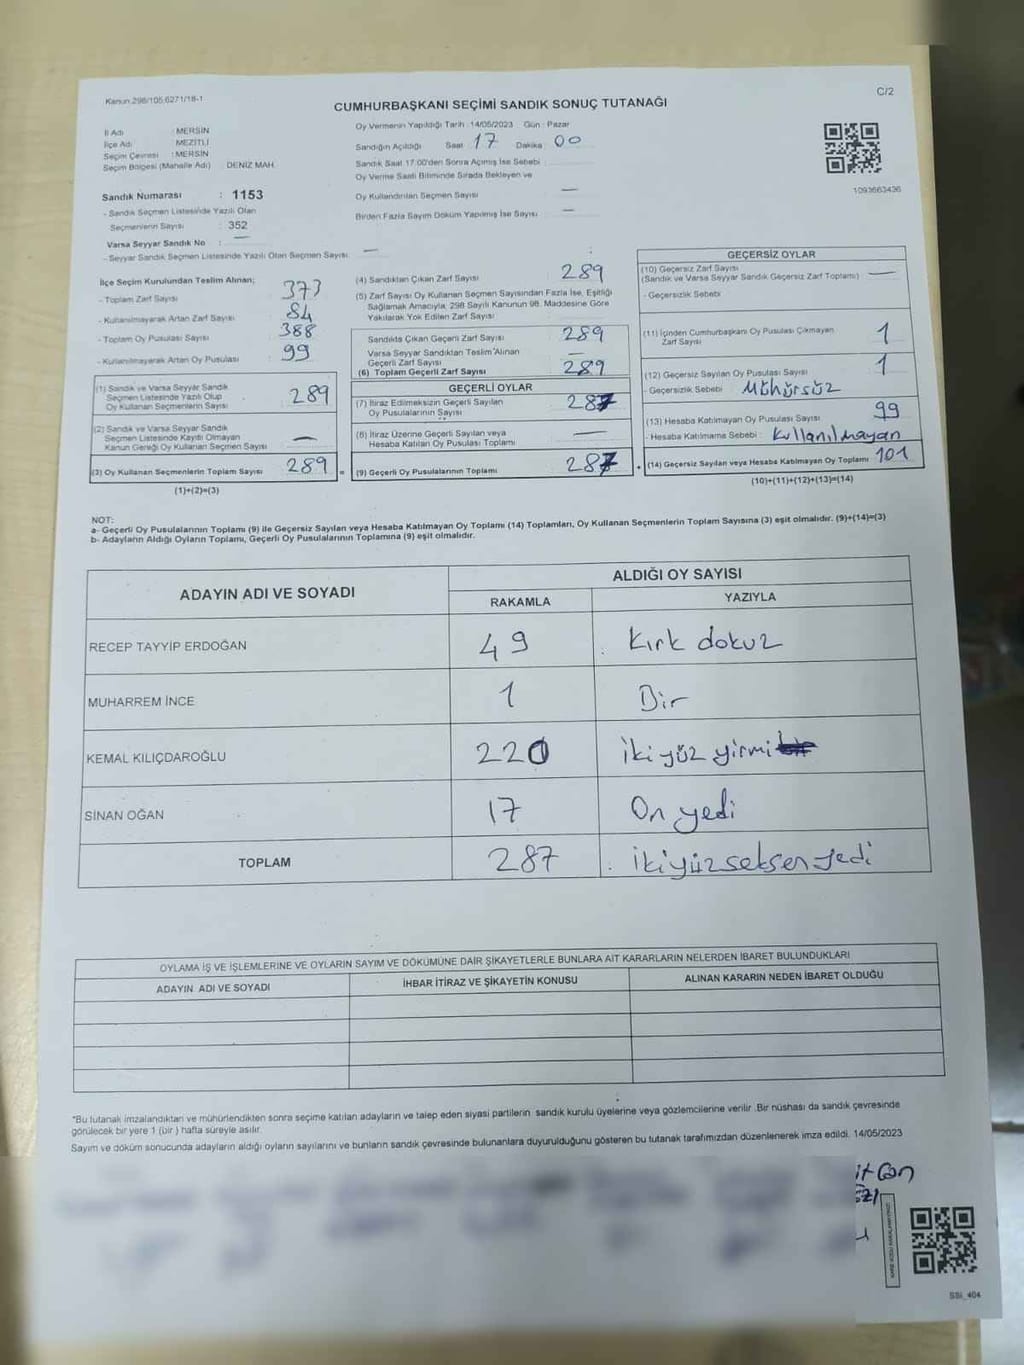 Kanun:298/105,6271/18-1
C/2
CUMHURBAŞKANI SEÇİMİ SANDIK SONUÇ TUTANAĞI
İl Adı : MERSİN
İlçe Adı : MEZİTLİ
Seçim Çevresi : MERSİN
Seçim Bölgesi (Mahalle Adı) : DENİZ MAH.
Oy Vermenin Yapıldığı Tarih : 14/05/2023 Gün : Pazar
Sandığın Açıldığı Saat : 17 Dakika : 00
Sandık Saat 17:00'den Sonra Açımış İse Sebebi :
Oy Verme Saati Bitiminde Sırada Bekleyen ve
Oy Kullandırılan Seçmen Sayısı : —
Birden Fazla Sayım Döküm Yapılmış İse Sayısı : —
1093663436
Sandık Numarası : 1153
- Sandık Seçmen Listesinde Yazılı Olan
Seçmenlerin Sayısı : 352
Varsa Seyyar Sandık No : —
- Seyyar Sandık Seçmen Listesinde Yazılı Olan Seçmen Sayısı: —
İlçe Seçim Kurulundan Teslim Alınan;
- Toplam Zarf Sayısı 373
- Kullanılmayarak Artan Zarf Sayısı 84
- Toplam Oy Pusulası Sayısı 388
- Kullanılmayarak Artan Oy Pusulası 99
(1) Sandık ve Varsa Seyyar Sandık
Seçmen Listesinde Yazılı Olup
Oy Kullanan Seçmenlerin Sayısı 289
(2) Sandık ve Varsa Seyyar Sandık
Seçmen Listesinde Kayıtlı Olmayan
Kanun Gereği Oy Kullanan Seçmen Sayısı —
(3) Oy Kullanan Seçmenlerin Toplam Sayısı 289 =
(1)+(2)=(3)
(4) Sandıktan Çıkan Zarf Sayısı 289
(5) Zarf Sayısı Oy Kullanan Seçmen Sayısından Fazla İse, Eşitliği
Sağlamak Amacıyla 298 Sayılı Kanunun 98. Maddesine Göre
Yakılarak Yok Edilen Zarf Sayısı
Sandıkta Çıkan Geçerli Zarf Sayısı 289
Varsa Seyyar Sandıktan Teslim Alınan
Geçerli Zarf Sayısı —
(6) Toplam Geçerli Zarf Sayısı 289
GEÇERLİ OYLAR
(7) İtiraz Edilmeksizin Geçerli Sayılan
Oy Pusulalarının Sayısı 287
(8) İtiraz Üzerine Geçerli Sayılan veya
Hesaba Katılan Oy Pusulası Toplamı —
(9) Geçerli Oy Pusulalarının Toplamı 287 +
GEÇERSİZ OYLAR
(10) Geçersiz Zarf Sayısı
(Sandık ve Varsa Seyyar Sandık Geçersiz Zarf Toplamı) —
- Geçersizlik Sebebi
(11) İçinden Cumhurbaşkanı Oy Pusulası Çıkmayan
Zarf Sayısı 1
(12) Geçersiz Sayılan Oy Pusulası Sayısı 1
- Geçersizlik Sebebi : Mühürsüz
(13) Hesaba Katılmayan Oy Pusulası Sayısı 99
- Hesaba Katılmama Sebebi : Kullanılmayan
(14) Geçersiz Sayılan veya Hesaba Katılmayan Oy Toplamı 101
(10)+(11)+(12)+(13)=(14)
NOT:
a- Geçerli Oy Pusulalarının Toplamı (9) ile Geçersiz Sayılan veya Hesaba Katılmayan Oy Toplamı (14) Toplamları, Oy Kullanan Seçmenlerin Toplam Sayısına (3) eşit olmalıdır. (9)+(14)=(3)
b- Adayların Aldığı Oyların Toplamı, Geçerli Oy Pusulalarının Toplamına (9) eşit olmalıdır.
ADAYIN ADI VE SOYADI
ALDIĞI OY SAYISI
RAKAMLA YAZIYLA
RECEP TAYYİP ERDOĞAN 49 Kırk dokuz
MUHARREM İNCE 1 Bir
KEMAL KILIÇDAROĞLU 220 İki yüz yirmi
SİNAN OĞAN 17 On yedi
TOPLAM 287 İkiyüzseksen yedi
OYLAMA İŞ VE İŞLEMLERİNE VE OYLARIN SAYIM VE DÖKÜMÜNE DAİR ŞİKAYETLERLE BUNLARA AİT KARARLARIN NELERDEN İBARET BULUNDUKLARI
ADAYIN ADI VE SOYADI İHBAR İTİRAZ VE ŞİKAYETİN KONUSU ALINAN KARARIN NEDEN İBARET OLDUĞU
"Bu tutanak imzalandıktan ve mühürlendikten sonra seçime katılan adayların ve talep eden siyasi partilerin sandık kurulu üyelerine veya gözlemcilerine verilir. Bir nüshası da sandık çevresinde
görülecek bir yere 1 (bir ) hafta süreyle asılır.
Sayım ve döküm sonucunda adayların aldığı oyların sayılarını ve bunların sandık çevresinde bulunanlara duyurulduğunu gösteren bu tutanak tarafımızdan düzenlenerek imza edildi. 14/05/2023
SSİ_404